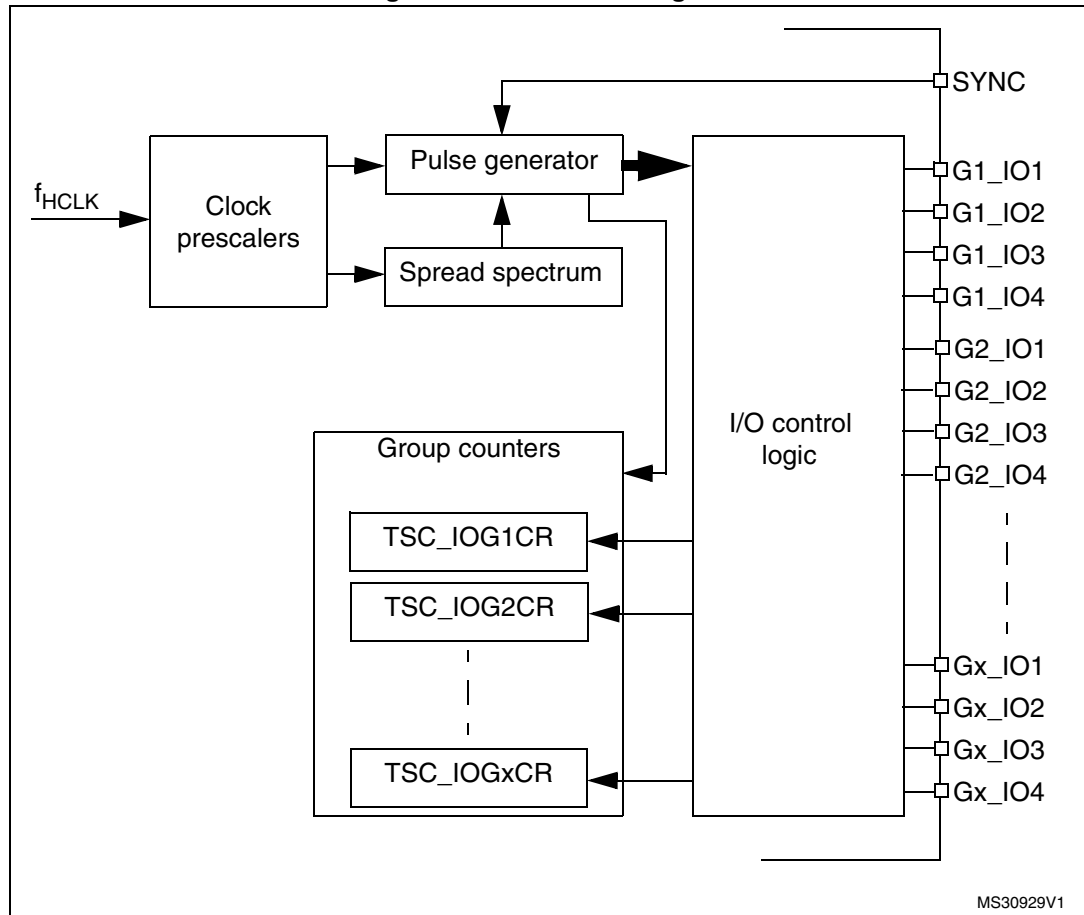 SYNC
Pulse generator
G1_IO1
fHCLK
Clock
prescalers
G1_IO2
G1_IO3
Spread spectrum
G1_IO4
G2_IO1
G2_IO2
I/O control
logic
G2_IO3
Group counters
G2_IO4
TSC_IOG1CR
TSC_IOG2CR
Gx_IO1
Gx_IO2
Gx_IO3
TSC_IOGxCR
Gx_IO4
MS30929V1